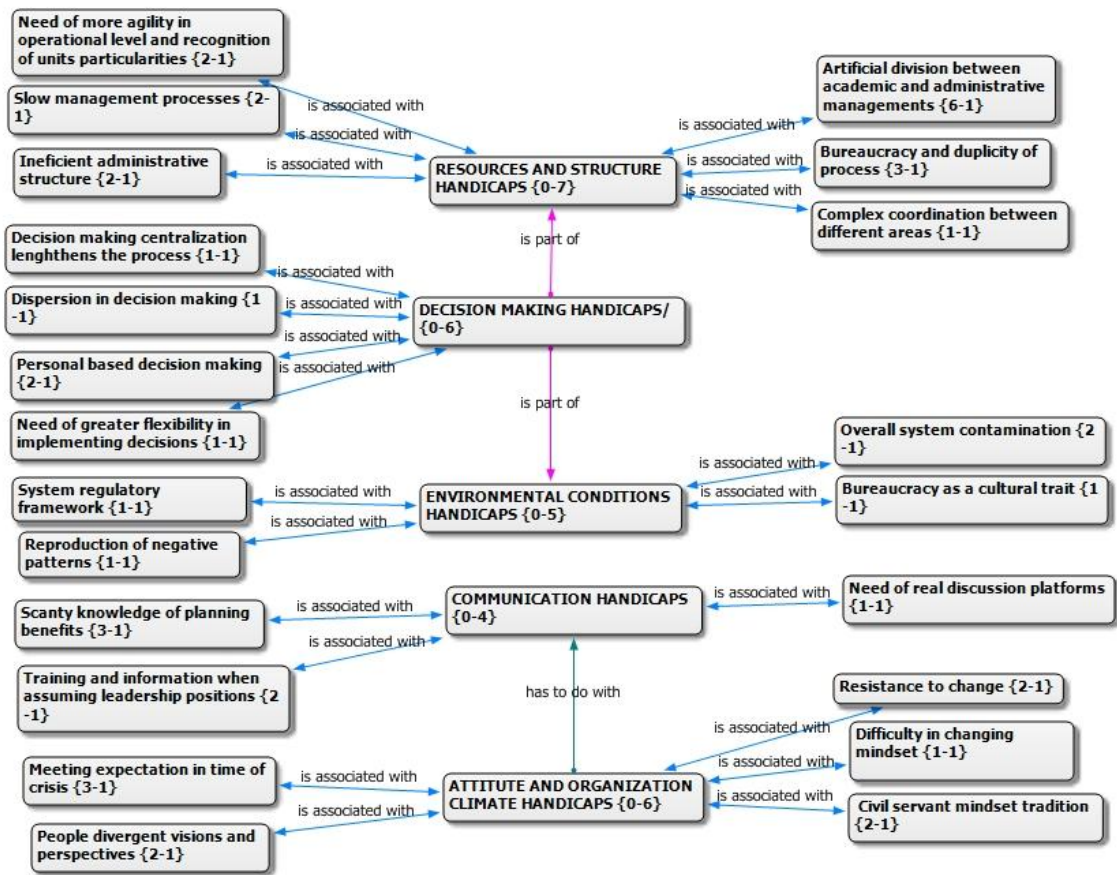 Need of more agility in
operational level and recognition
of units particularities {2-1}
is associated with
Slow management processes {2-
1}
is associated with
Ineficient administrative
structure {2-1}
is associated with
RESOURCES AND STRUCTURE
HANDICAPS {0-7}
Artificial division between
academic and administrative
managements {6-1}
is associated with
Bureaucracy and duplicity of
process {3-1}
is associated with
Complex coordination between
different areas {1-1}
is associated with
is part of
Decision making centralization
lenghthens the process {1-1}
is associated with
Dispersion in decision making {1
-1}
is associated with
Personal based decision making
{2-1}
is associated with
Need of greater flexibility in
implementing decisions {1-1}
is associated with
DECISION MAKING HANDICAPS/
{0-6}
is part of
System regulatory
framework {1-1}
is associated with
Reproduction of negative
patterns {1-1}
is associated with
ENVIRONMENTAL CONDITIONS
HANDICAPS {0-5}
Overall system contamination {2
-1}
is associated with
Bureaucracy as a cultural trait {1
-1}
is associated with
Scanty knowledge of planning
benefits {3-1}
is associated with
Training and information when
assuming leadership positions {2
-1}
is associated with
COMMUNICATION HANDICAPS
{0-4}
is associated with
Need of real discussion platforms
{1-1}
has to do with
Meeting expectation in time of
crisis {3-1}
is associated with
People divergent visions and
perspectives {2-1}
is associated with
ATTITUTE AND ORGANIZATION
CLIMATE HANDICAPS {0-6}
Resistance to change {2-1}
is associated with
Difficulty in changing
mindset {1-1}
is associated with
Civil servant mindset tradition
{2-1}
is associated with